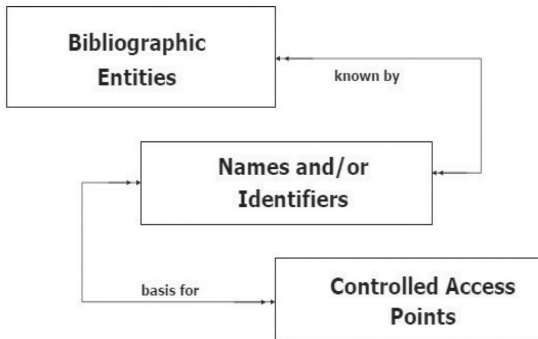 Bibliographic
Entities
known by
Names and/or
Identifiers
basis for
Controlled Access
Points